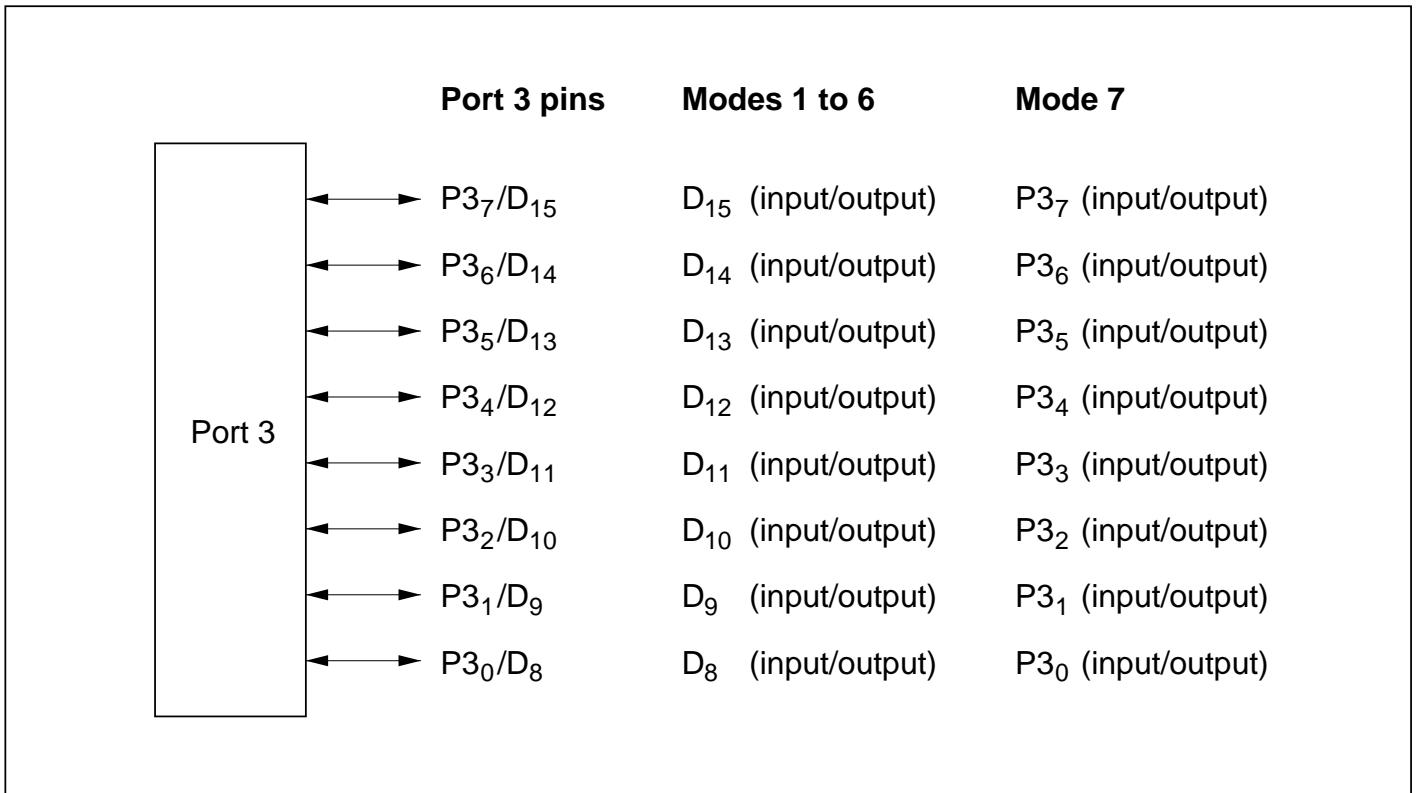 Port 3 pins Modes 1 to 6 Mode 7
P3₇/D₁₅ D₁₅ (input/output) P3₇ (input/output)
P3₆/D₁₄ D₁₄ (input/output) P3₆ (input/output)
P3₅/D₁₃ D₁₃ (input/output) P3₅ (input/output)
P3₄/D₁₂ D₁₂ (input/output) P3₄ (input/output)
Port 3
P3₃/D₁₁ D₁₁ (input/output) P3₃ (input/output)
P3₂/D₁₀ D₁₀ (input/output) P3₂ (input/output)
P3₁/D₉ D₉ (input/output) P3₁ (input/output)
P3₀/D₈ D₈ (input/output) P3₀ (input/output)